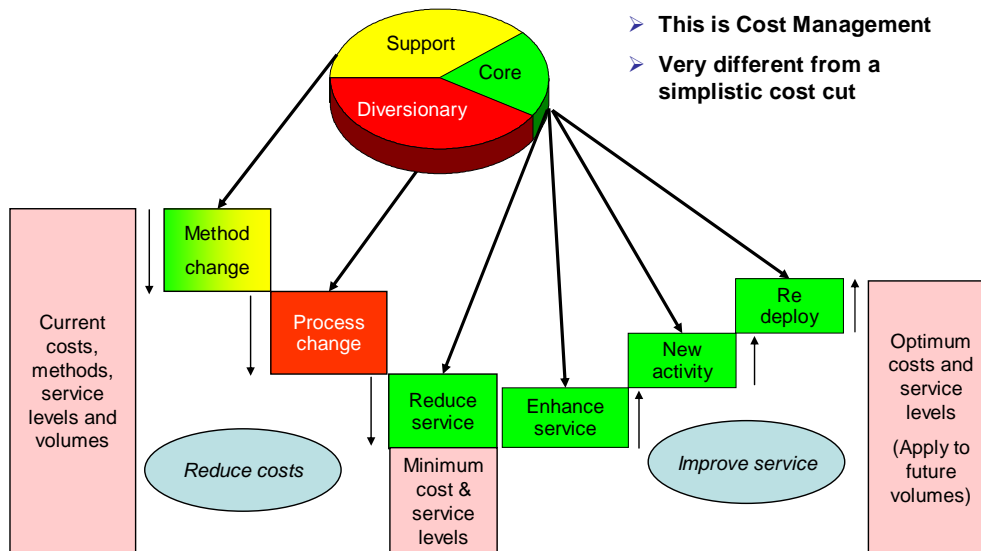 Support
Core
Diversionary
This is Cost Management
Very different from a
simplistic cost cut
Method
change
Process
change
Reduce
service
Enhance
service
New
activity
Re
deploy
Current
costs,
methods,
service
levels and
volumes
Reduce costs
Minimum
cost &
service
levels
Improve service
Optimum
costs and
service
levels
(Apply to
future
volumes)